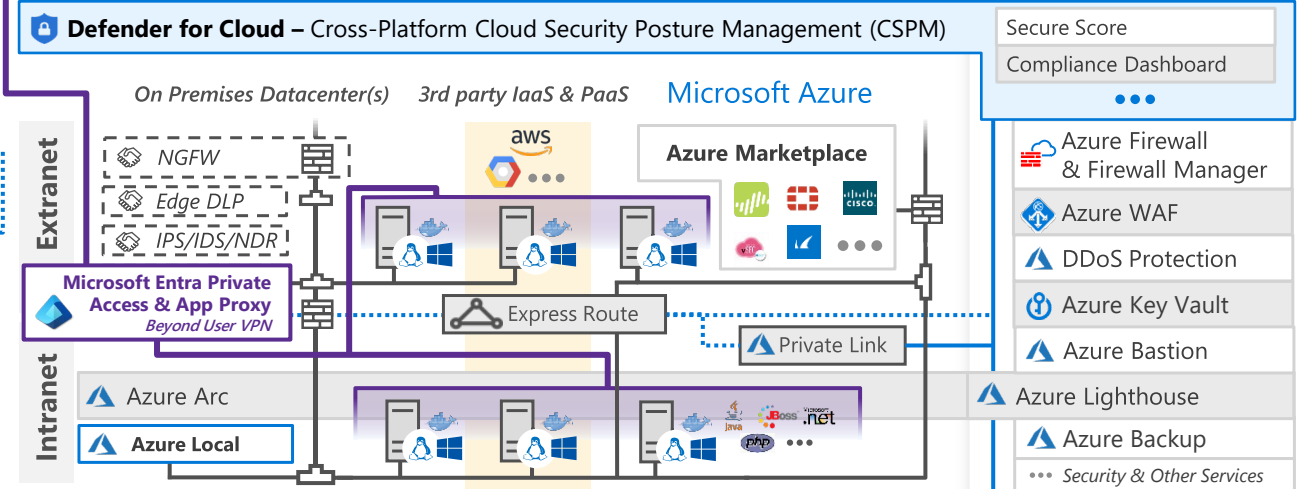 Defender for Cloud – Cross-Platform Cloud Security Posture Management (CSPM)
Secure Score
Compliance Dashboard
On Premises Datacenter(s)
3rd party IaaS & PaaS
Microsoft Azure
Extranet
NGFW
Edge DLP
IPS/IDS/NDR
aws
Azure Marketplace
CISCO
Azure Firewall
& Firewall Manager
Azure WAF
DDoS Protection
Azure Key Vault
Azure Bastion
Microsoft Entra Private
Access & App Proxy
Beyond User VPN
Express Route
Private Link
Intranet
Azure Arc
Azure Lighthouse
Azure Local
java
JBoss
Microsoft
.net
php
Azure Backup
Security & Other Services